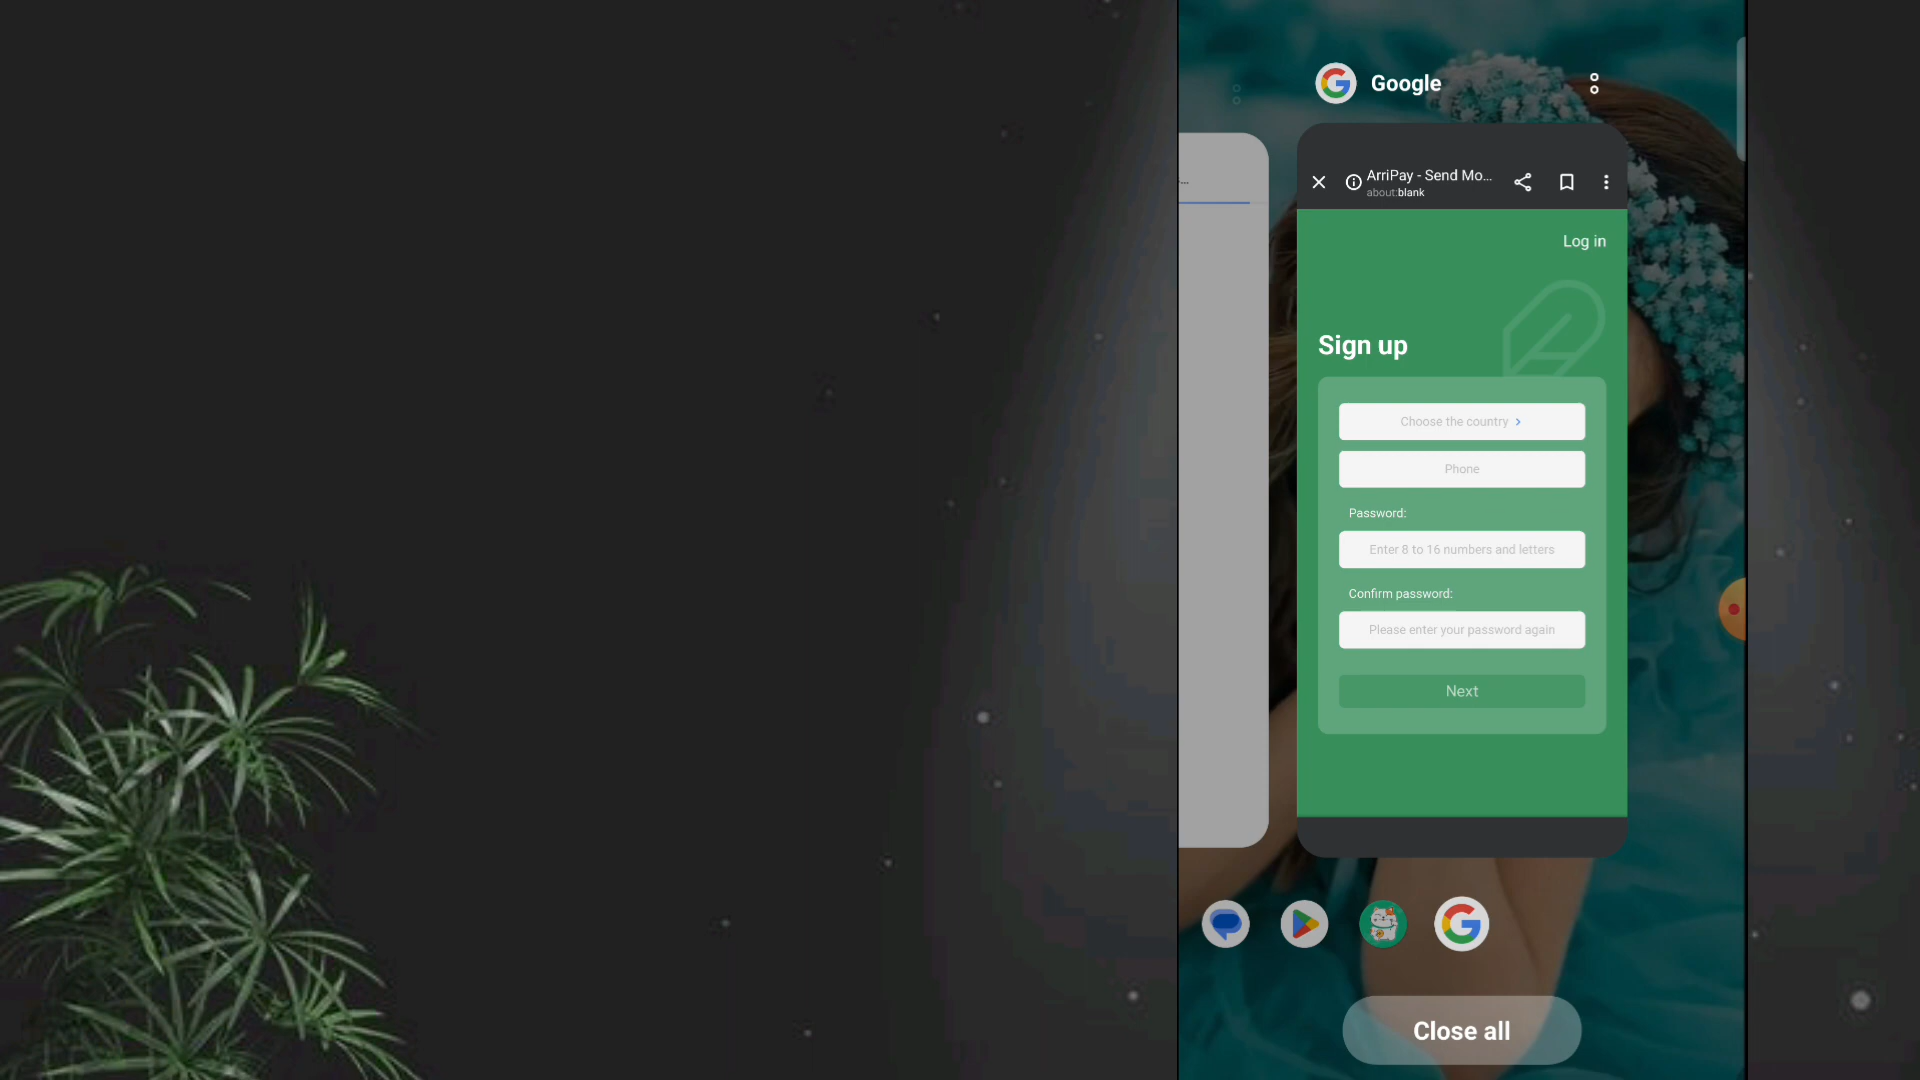 Google
ArriPay - Send Mo...
about:blank
Log in
Sign up
Choose the country
Phone
Password:
Enter 8 to 16 numbers and letters
Confirm password:
Please enter your password again
Next
Close all